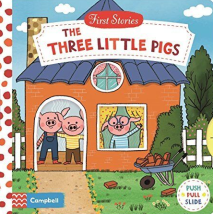 First Stories
THE
THREE LITTLE PIGS
Campbell
PUSH
PULL
SLIDE